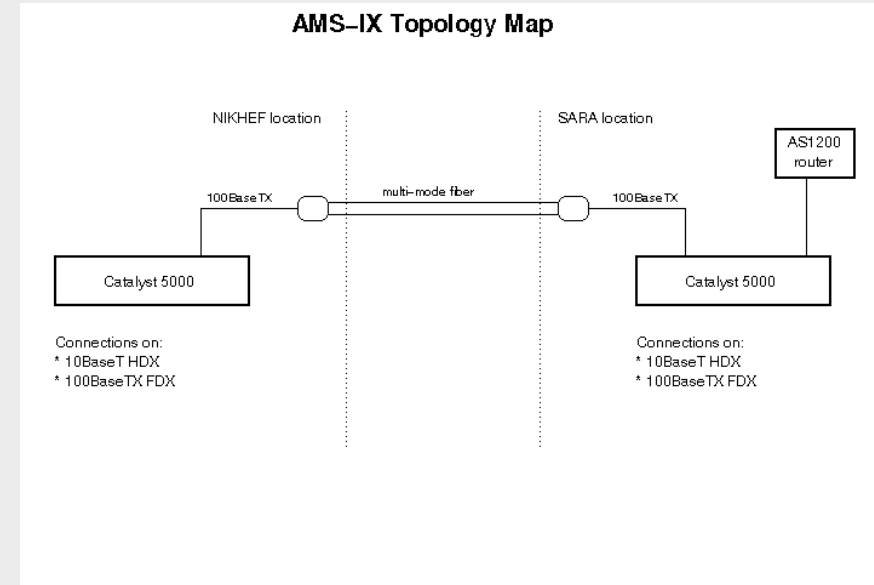 AMS-IX Topology Map
NIKHEF location
SARA location
AS1200
router
100BaseTX
multi-mode fiber
100BaseTX
Catalyst 5000
Catalyst 5000
Connections on:
* 10BaseT HDX
* 100BaseTX FDX
Connections on:
* 10BaseT HDX
* 100BaseTX FDX